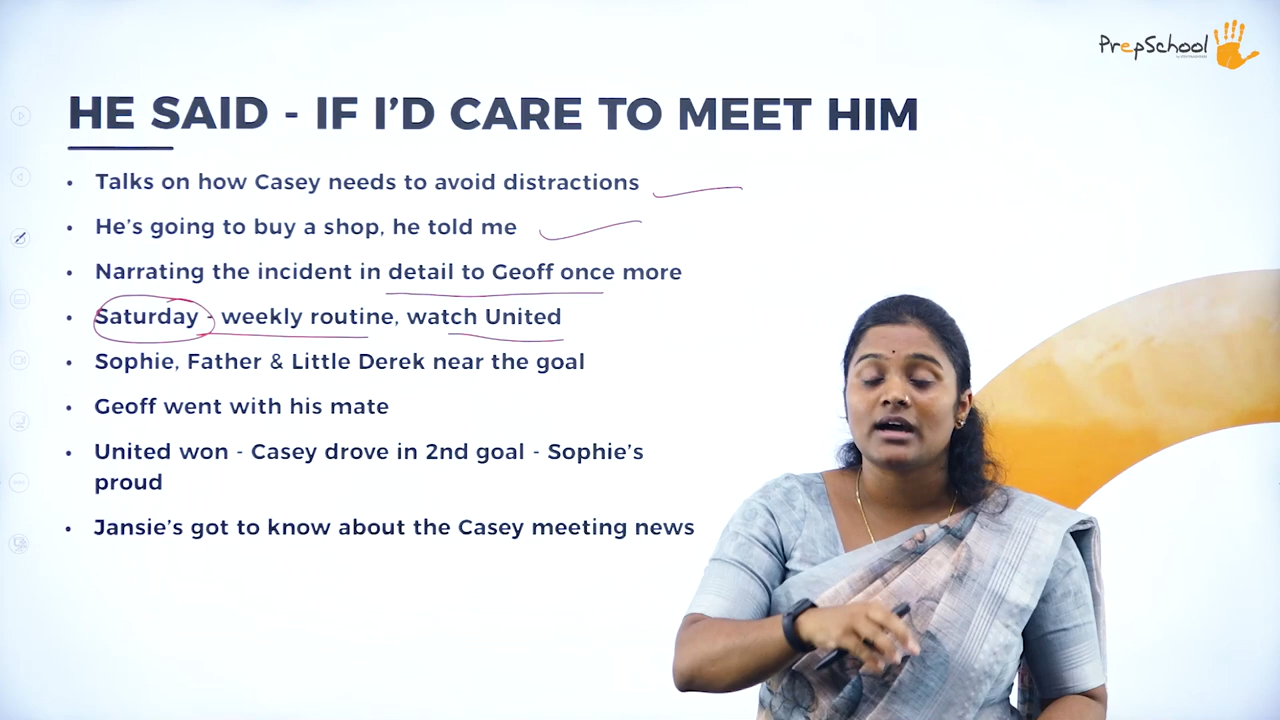 PrepSchool
HE SAID - IF I'D CARE TO MEET HIM
• Talks on how Casey needs to avoid distractions
• He's going to buy a shop, he told me
• Narrating the incident in detail to Geoff once more
• Saturday - weekly routine, watch United
• Sophie, Father & Little Derek near the goal
• Geoff went with his mate
• United won - Casey drove in 2nd goal - Sophie's
proud
• Jansie's got to know about the Casey meeting news